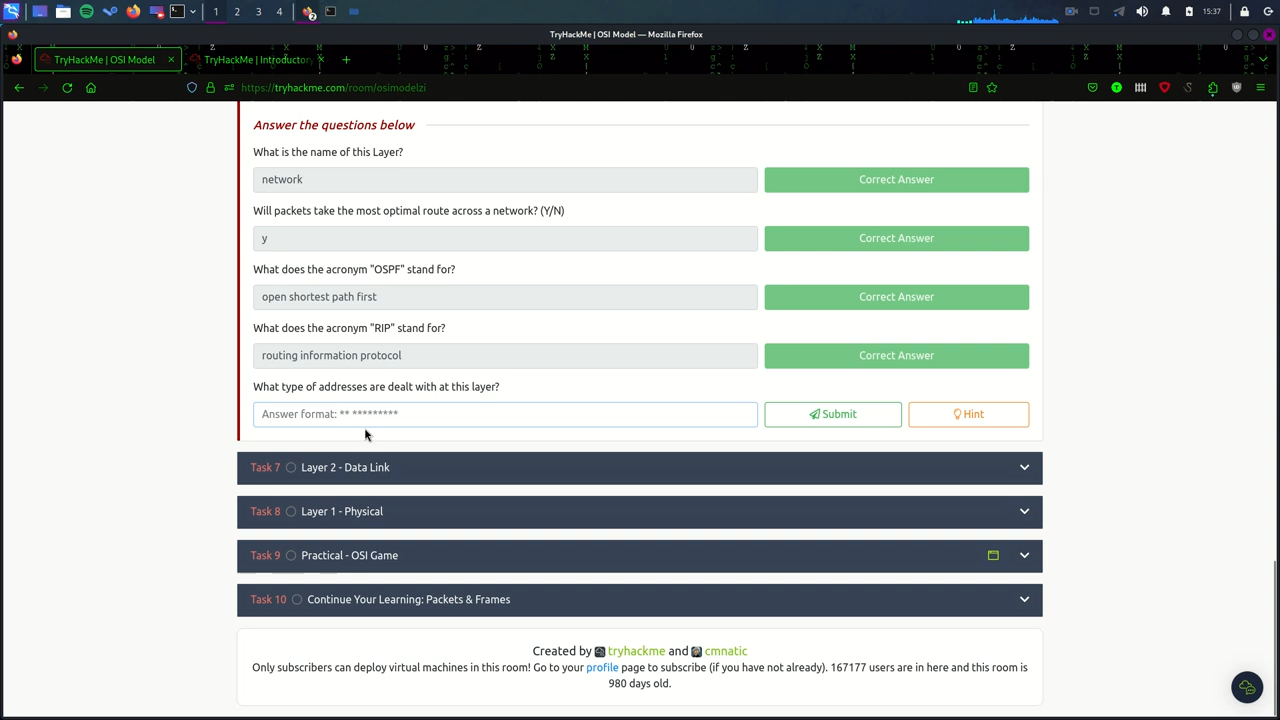 1
2
3
4
2
15:37
TryHackMe | OSI Model — Mozilla Firefox
TryHackMe | OSI Model
TryHackMe | Introductory
https://tryhackme.com/room/osimodelzi
Answer the questions below
What is the name of this Layer?
network
Correct Answer
Will packets take the most optimal route across a network? (Y/N)
y
Correct Answer
What does the acronym "OSPF" stand for?
open shortest path first
Correct Answer
What does the acronym "RIP" stand for?
routing information protocol
Correct Answer
What type of addresses are dealt with at this layer?
Answer format: ** *********
Submit
Hint
Task 7 Layer 2 - Data Link
Task 8 Layer 1 - Physical
Task 9 Practical - OSI Game
Task 10 Continue Your Learning: Packets & Frames
Created by tryhackme and cmnatic
Only subscribers can deploy virtual machines in this room! Go to your profile page to subscribe (if you have not already). 167177 users are in here and this room is
980 days old.